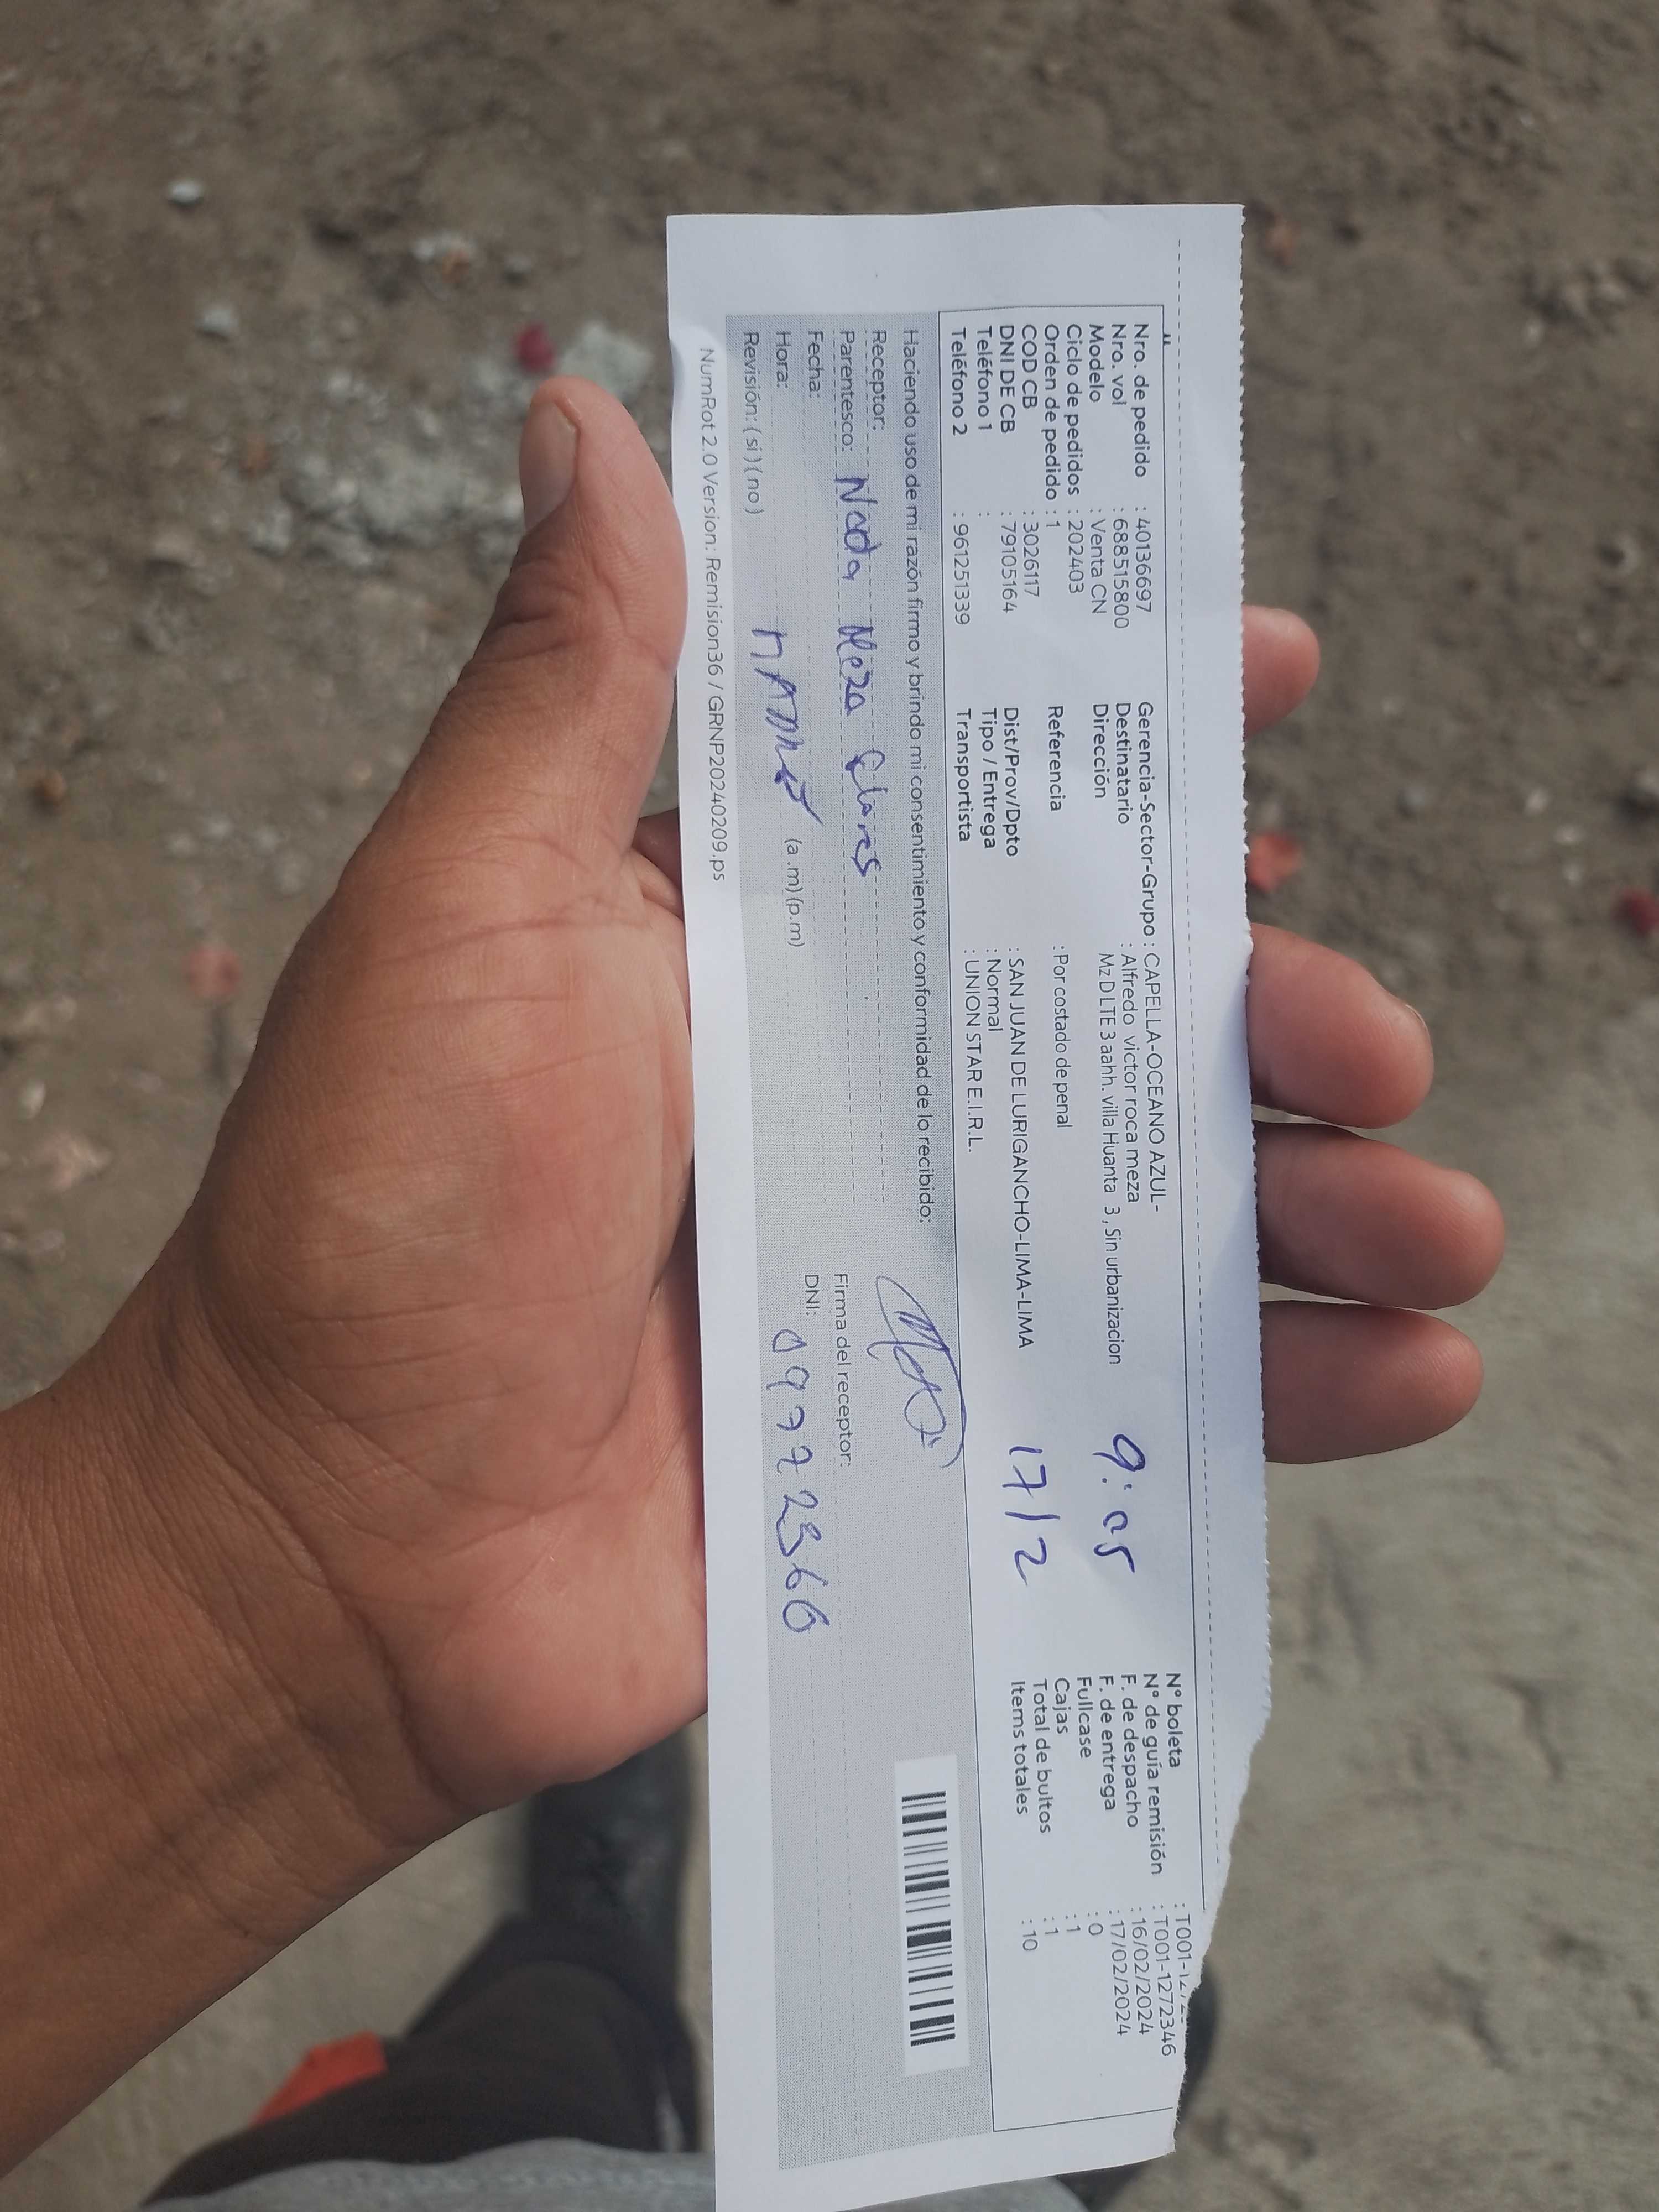 Nro. de pedido : 40136697
Nro. vol : 688515800
Modelo : Venta CN
Ciclo de pedidos : 202403
Orden de pedido : 1
COD CB : 3026117
DNI DE CB : 79105164
Teléfono 1 :
Teléfono 2 : 961251339
Gerencia-Sector-Grupo : CAPELLA-OCEANO AZUL-
Destinatario : Alfredo victor roca meza
Dirección Mz D LTE 3 aahh. villa Huanta 3 , Sin urbanizacion
Referencia : Por costado de penal
Dist/Prov/Dpto : SAN JUAN DE LURIGANCHO-LIMA-LIMA
Tipo / Entrega : Normal
Transportista : UNION STAR E.I.R.L.
9:05
17/2
N° boleta : T001-
N° de guía remisión : T001-1272346
F. de despacho : 16/02/2024
F. de entrega : 17/02/2024
Fullcase : 0
Cajas : 1
Total de bultos : 1
Items totales : 10
Haciendo uso de mi razón firmo y brindo mi consentimiento y conformidad de lo recibido:
Receptor:
Parentesco: Meza flores
Fecha:
Hora: (a.m)(p.m)
Revisión: ( si ) ( no )
Firma del receptor:
DNI: 09772366
NumRot 2.0 Version: Remision36 / GRNP20240209.ps